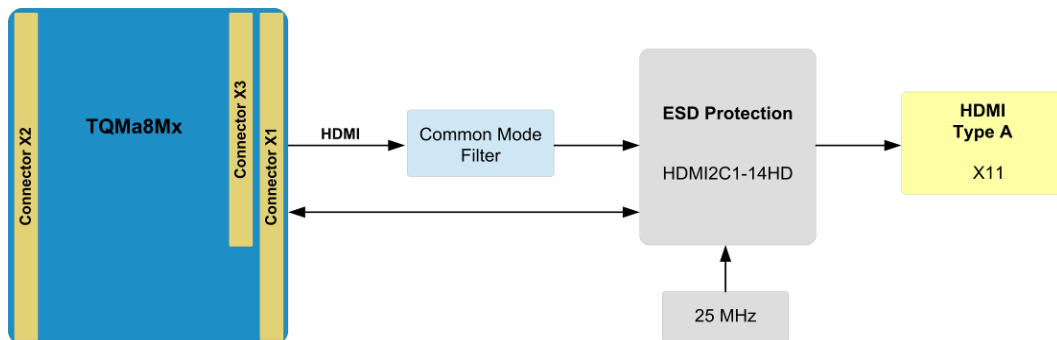 Connector X2
TQMa8Mx
Connector X3
Connector X1
HDMI
Common Mode
Filter
ESD Protection
HDMI2C1-14HD
HDMI
Type A
X11
25 MHz